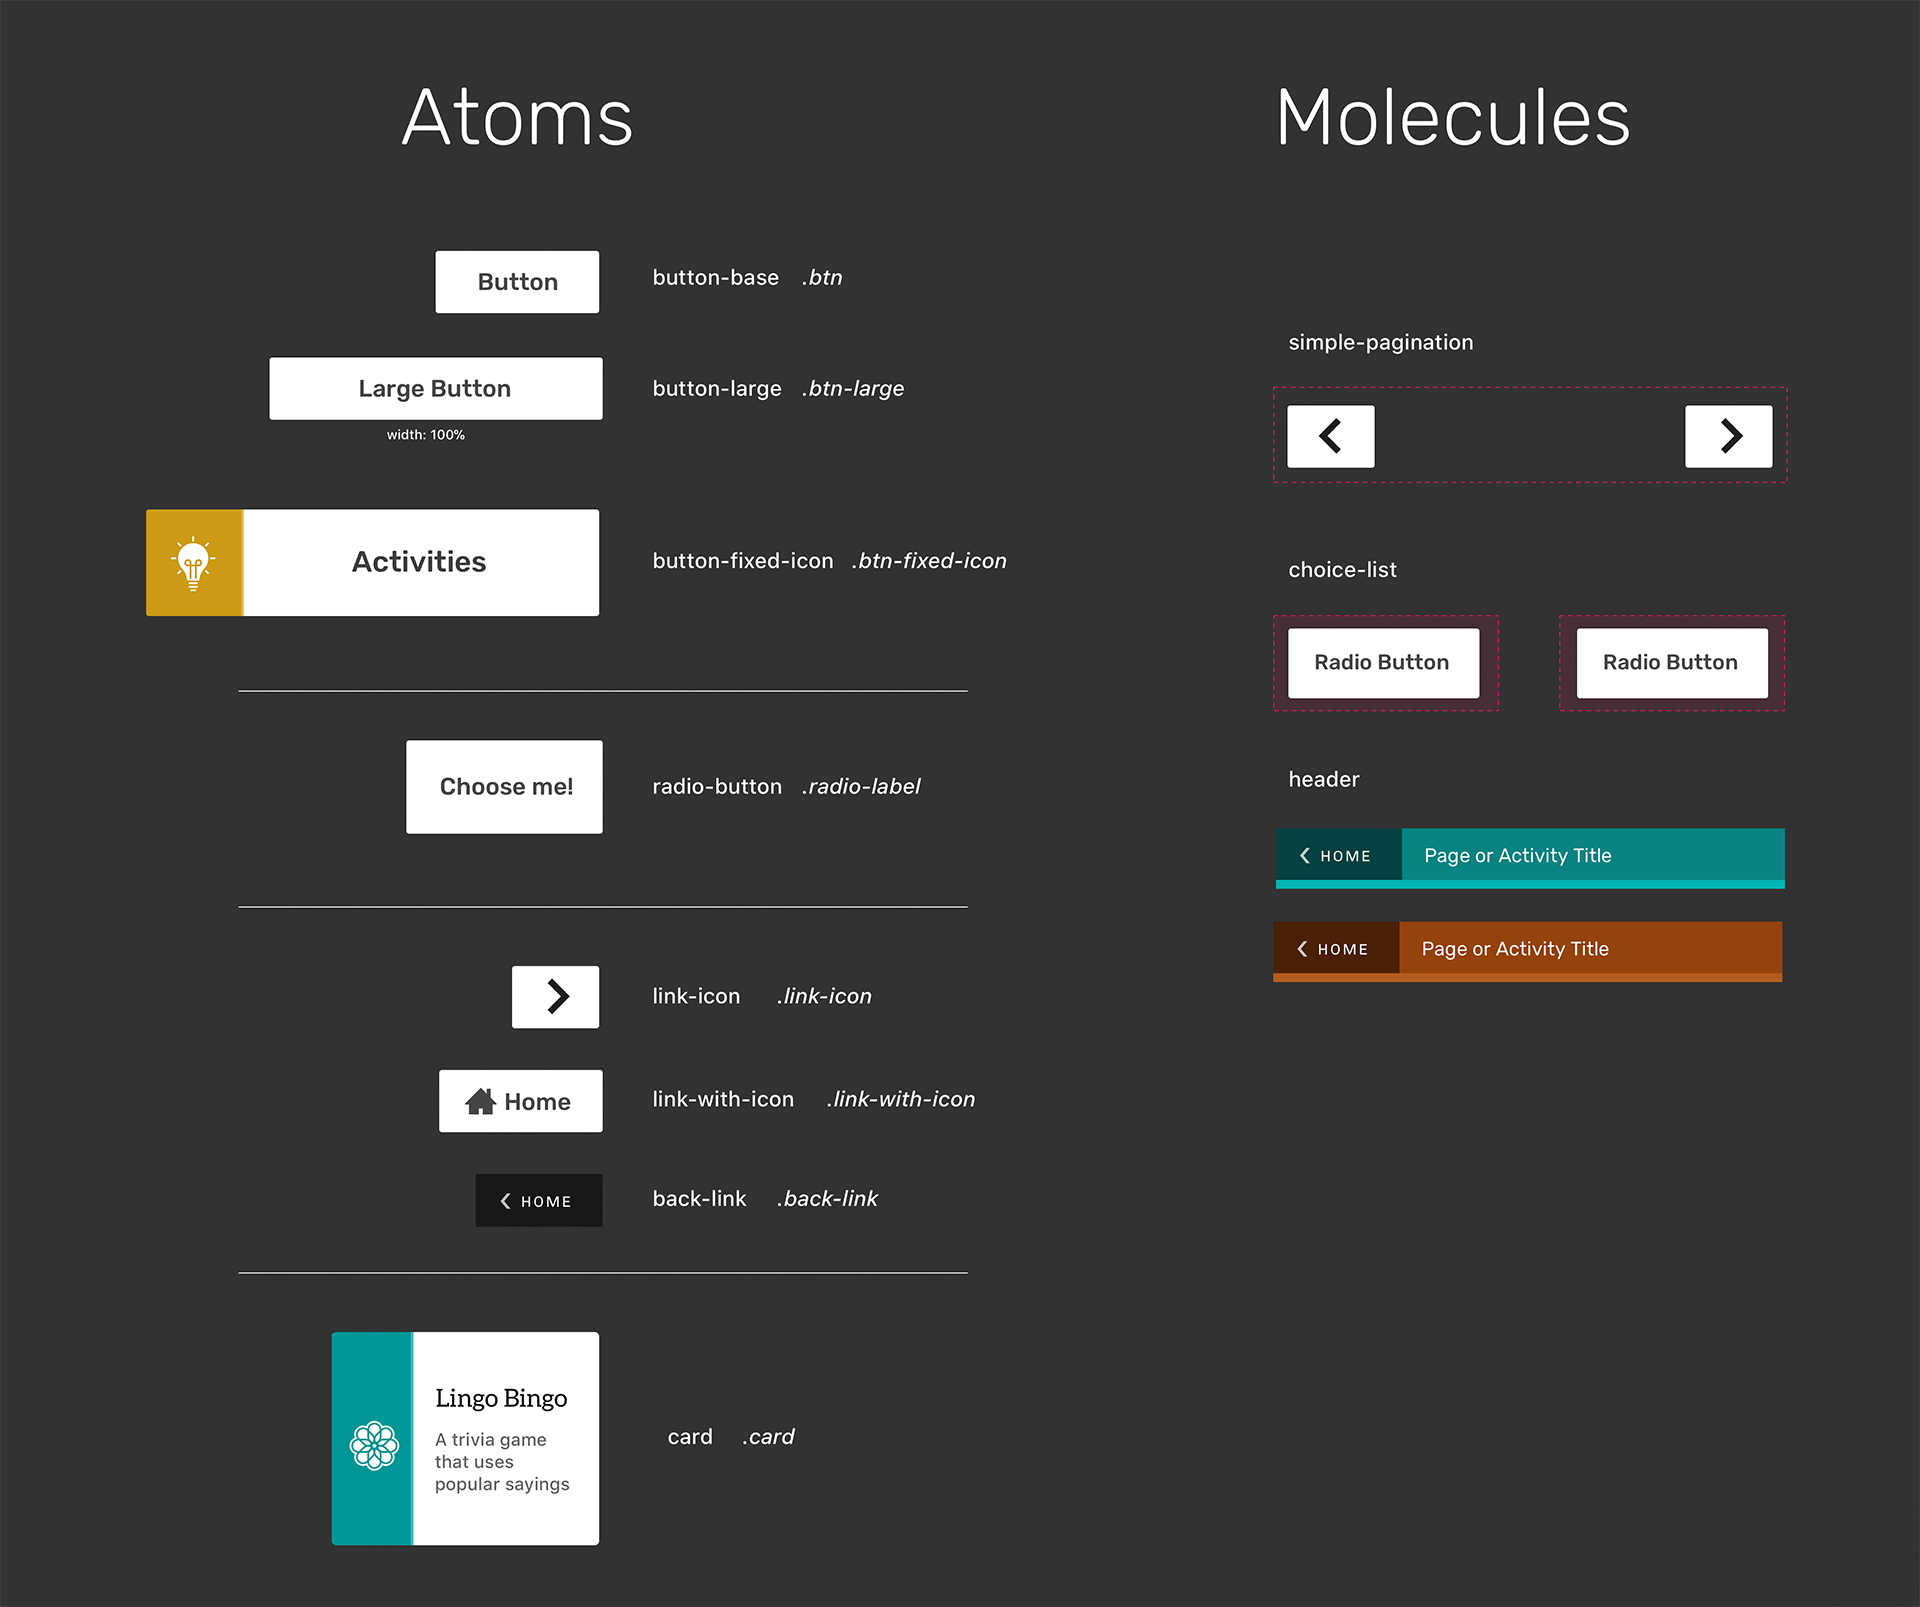 Atoms
Button
button-base .btn
Large Button
button-large .btn-large
width: 100%
Activities
button-fixed-icon .btn-fixed-icon
Choose me!
radio-button .radio-label
link-icon .link-icon
Home
link-with-icon .link-with-icon
HOME
back-link .back-link
Lingo Bingo
A trivia game
that uses
popular sayings
card .card
Molecules
simple-pagination
choice-list
Radio Button
Radio Button
header
HOME
Page or Activity Title
HOME
Page or Activity Title